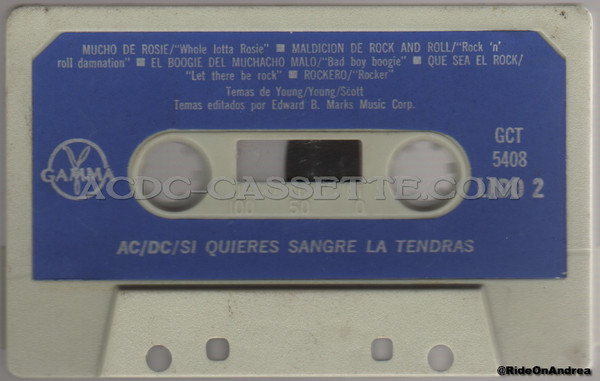 MUCHO DE ROSIE/"Whole lotta Rosie" ■ MALDICION DE ROCK AND ROLL/"Rock 'n'
roll damnation" ■ EL BOOGIE DEL MUCHACHO MALO/"Bad boy boogie" ■ QUE SEA EL ROCK/
"Let there be rock" ■ ROCKERO/"Rocker"
Temas de Young/Young/Scott
Temas editados por Edward B. Marks Music Corp.
GCT
5408
GAMMA
ACDC-CASSETTE.COM
LADO 2
100 50 0
AC/DC/SI QUIERES SANGRE LA TENDRAS
@RideOnAndrea